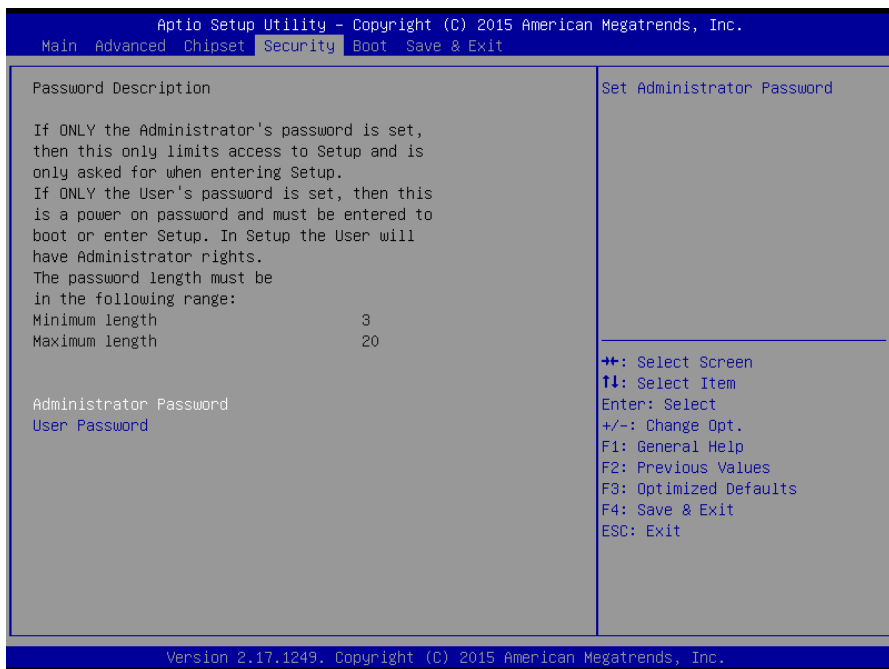 Aptio Setup Utility – Copyright (C) 2015 American Megatrends, Inc.
Main Advanced Chipset Security Boot Save & Exit
Password Description
If ONLY the Administrator's password is set,
then this only limits access to Setup and is
only asked for when entering Setup.
If ONLY the User's password is set, then this
is a power on password and must be entered to
boot or enter Setup. In Setup the User will
have Administrator rights.
The password length must be
in the following range:
Minimum length 3
Maximum length 20
Administrator Password
User Password
Set Administrator Password
→←: Select Screen
↑↓: Select Item
Enter: Select
+/-: Change Opt.
F1: General Help
F2: Previous Values
F3: Optimized Defaults
F4: Save & Exit
ESC: Exit
Version 2.17.1249. Copyright (C) 2015 American Megatrends, Inc.